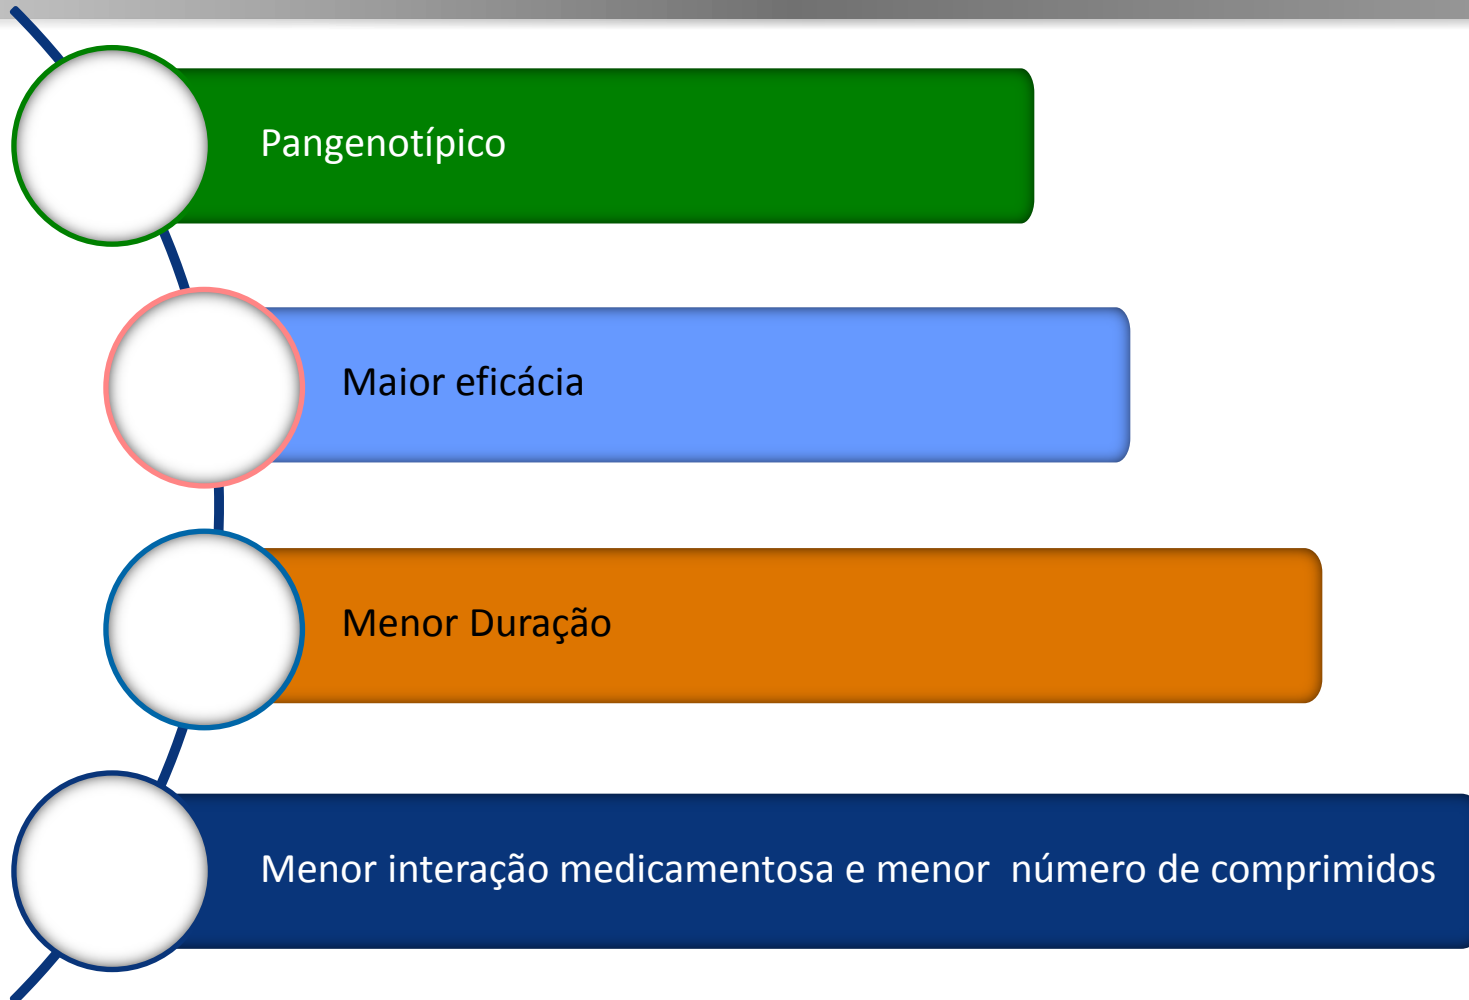 Pangenotípico
Maior eficácia
Menor Duração
Menor interação medicamentosa e menor  número de comprimidos